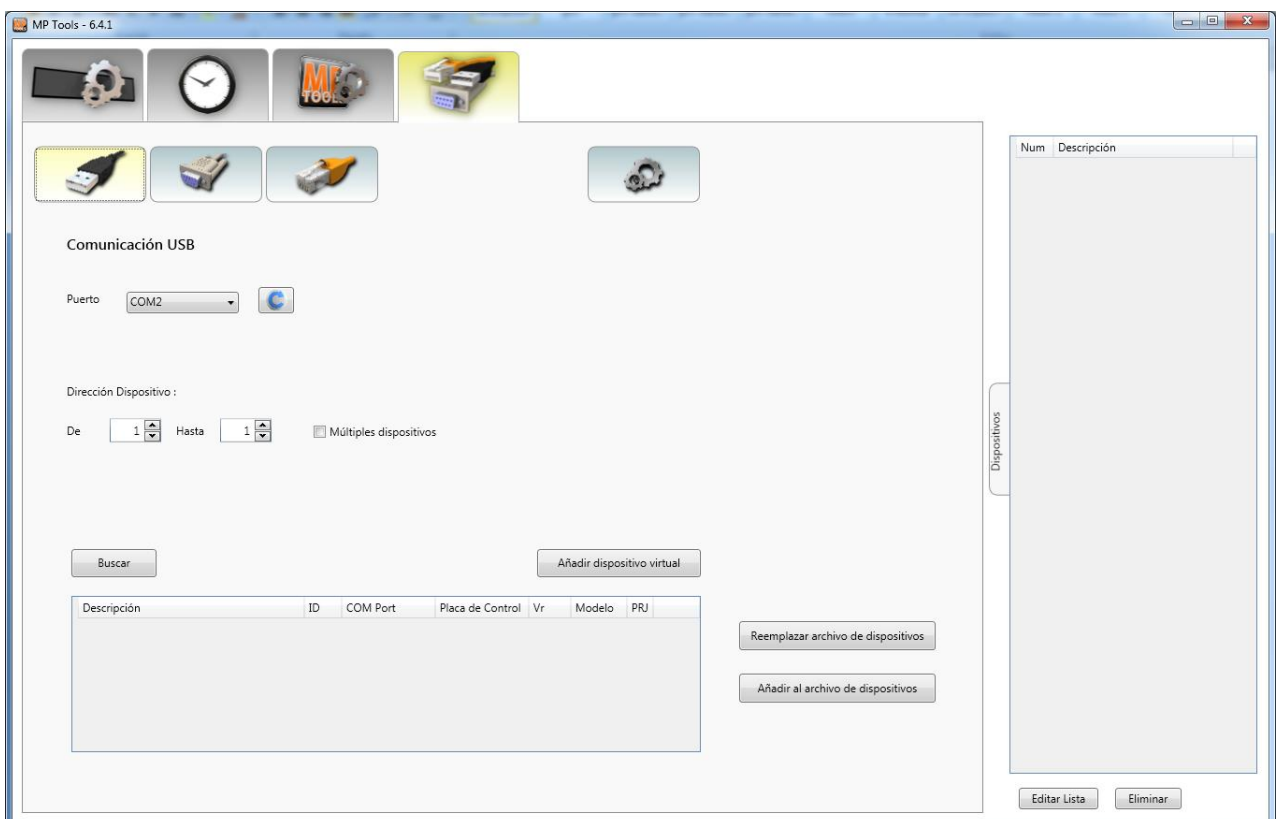 MP Tools - 6.4.1
MP
TOOLS
Num Descripción
Comunicación USB
Puerto COM2
Dirección Dispositivo :
De 1 Hasta 1 Múltiples dispositivos
Dispositivos
Buscar Añadir dispositivo virtual
Descripción ID COM Port Placa de Control Vr Modelo PRJ
Reemplazar archivo de dispositivos
Añadir al archivo de dispositivos
Editar Lista Eliminar